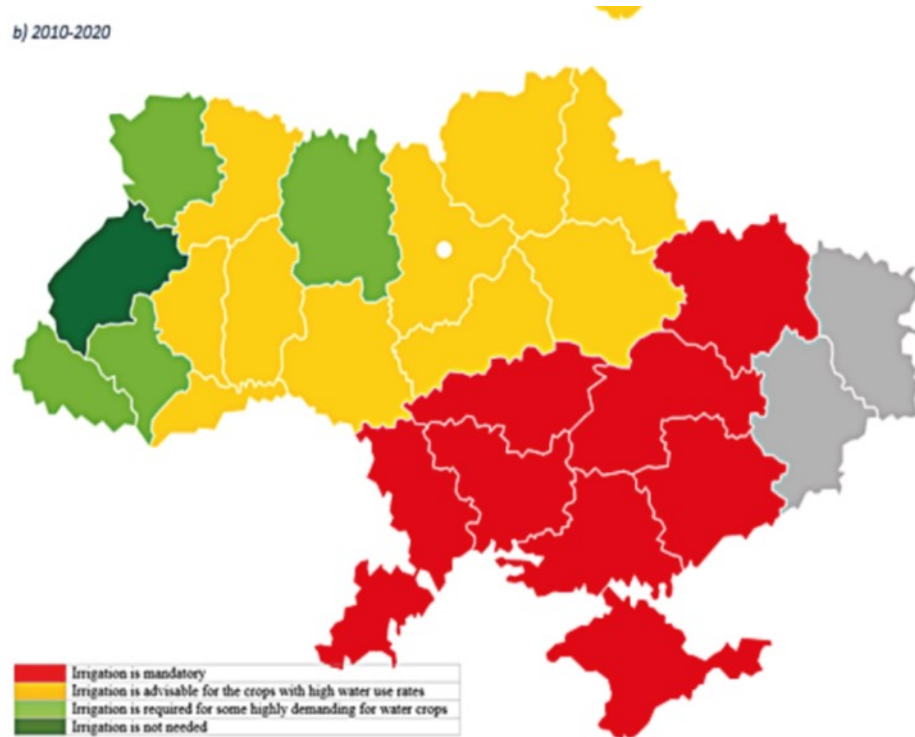 b) 2010-2020
Irrigation is mandatory
Irrigation is advisable for the crops with high water use rates
Irrigation is required for some highly demanding for water crops
Irrigation is not needed